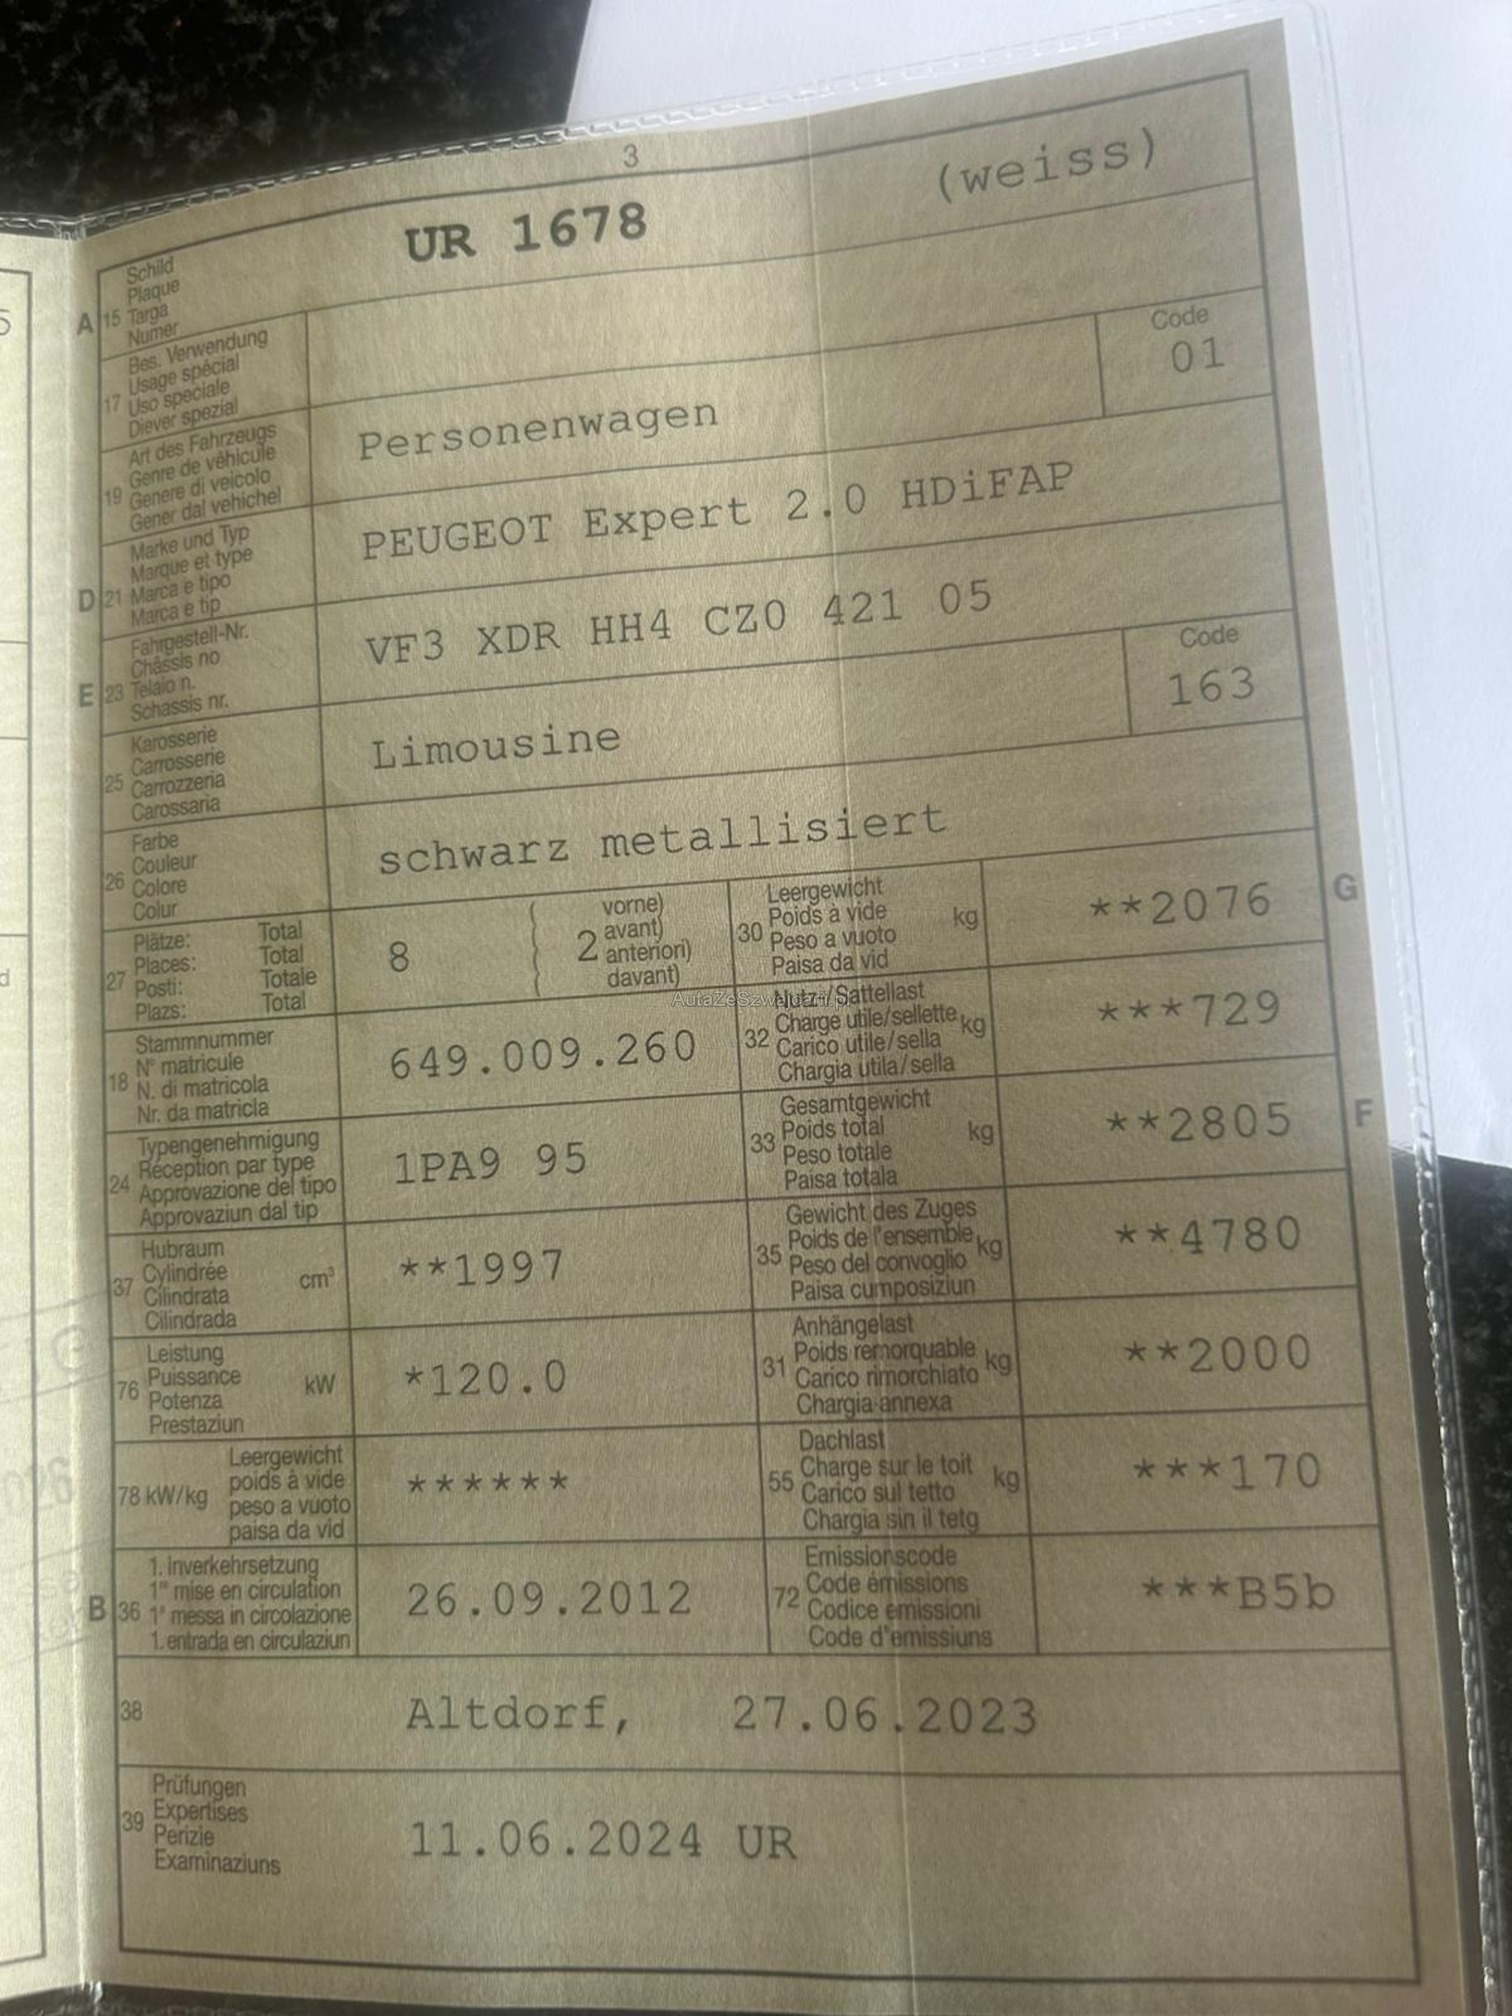 3
A 15 Schild
Plaque
Targa
Numer
UR 1678
(weiss)
17 Bes. Verwendung
Usage spécial
Uso speciale
Diever spezial
19 Art des Fahrzeugs
Genre de véhicule
Genere di veicolo
Gener dal vehichel
Personenwagen
Code
01
D 21 Marke und Typ
Marque et type
Marca e tipo
Marca e tip
PEUGEOT Expert 2.0 HDiFAP
E 23 Fahrgestell-Nr.
Châssis no
Telaio n.
Schassis nr.
VF3 XDR HH4 CZ0 421 05
25 Karosserie
Carrosserie
Carrozzeria
Carossaria
Limousine
Code
163
26 Farbe
Couleur
Colore
Colur
schwarz metallisiert
27 Plätze: Total
Places: Total
Posti: Totale
Plazs: Total
8
2 vorne)
avant)
anteriori)
davant)
30 Leergewicht
Poids à vide
Peso a vuoto
Paisa da vid
kg
**2076
G
18 Stammnummer
N° matricule
N. di matricola
Nr. da matricla
649.009.260
32 Nutz-/Sattellast
Charge utile/sellette
Carico utile/sella
Chargia utila/sella
kg
***729
AutaZeSzwajcarii.pl
24 Typengenehmigung
Réception par type
Approvazione del tipo
Approvaziun dal tip
1PA9 95
33 Gesamtgewicht
Poids total
Peso totale
Paisa totala
kg
**2805
F
37 Hubraum
Cylindrée
Cilindrata
Cilindrada
cm³
**1997
35 Gewicht des Zuges
Poids de l'ensemble
Peso del convoglio
Paisa cumposiziun
kg
**4780
76 Leistung
Puissance
Potenza
Prestaziun
kW
*120.0
31 Anhängelast
Poids remorquable
Carico rimorchiato
Chargia annexa
kg
**2000
78 kW/kg
Leergewicht
poids à vide
peso a vuoto
paisa da vid
******
55 Dachlast
Charge sur le toit
Carico sul tetto
Chargia sin il tetg
kg
***170
B 36 1. Inverkehrsetzung
1re mise en circulation
1a messa in circolazione
1. entrada en circulaziun
26.09.2012
72 Emissionscode
Code émissions
Codice emissioni
Code d'emissiuns
***B5b
38
Altdorf, 27.06.2023
39 Prüfungen
Expertises
Perizie
Examinaziuns
11.06.2024 UR